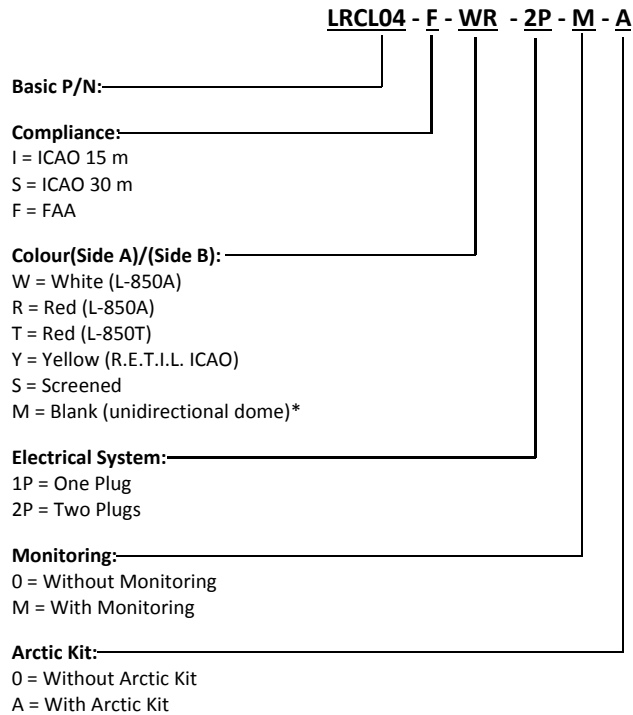 LRCL04 - F - WR - 2P - M - A
Basic P/N:
Compliance:
I = ICAO 15 m
S = ICAO 30 m
F = FAA
Colour(Side A)/(Side B):
W = White (L-850A)
R = Red (L-850A)
T = Red (L-850T)
Y = Yellow (R.E.T.I.L. ICAO)
S = Screened
M = Blank (unidirectional dome)*
Electrical System:
1P = One Plug
2P = Two Plugs
Monitoring:
0 = Without Monitoring
M = With Monitoring
Arctic Kit:
0 = Without Arctic Kit
A = With Arctic Kit